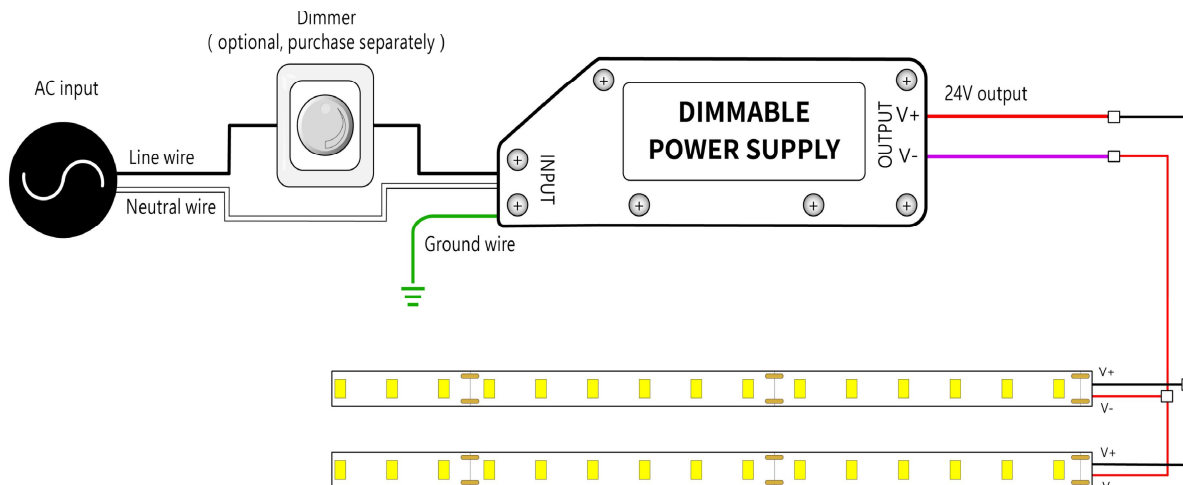 Dimmer
( optional, purchase separately )
AC input
Line wire
Neutral wire
Ground wire
INPUT
DIMMABLE
POWER SUPPLY
OUTPUT
V+
V-
24V output
V+
V-
V+